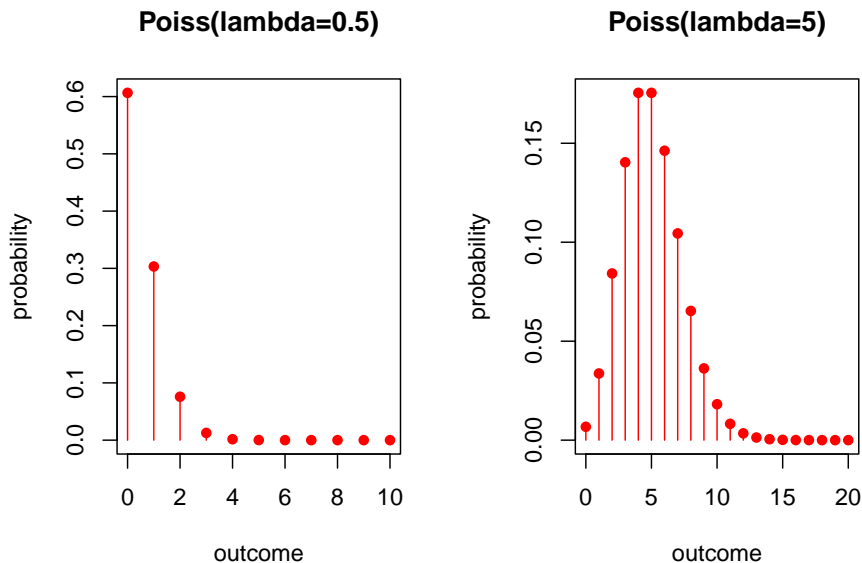 Poiss(lambda=0.5)
probability
0.6
0.5
0.4
0.3
0.2
0.1
0.0
0 2 4 6 8 10
outcome
Poiss(lambda=5)
probability
0.15
0.10
0.05
0.00
0 5 10 15 20
outcome